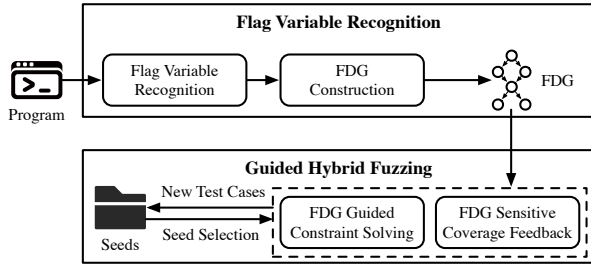 Flag Variable Recognition
Program
Flag Variable
Recognition
FDG
Construction
FDG
Guided Hybrid Fuzzing
Seeds
New Test Cases
Seed Selection
FDG Guided
Constraint Solving
FDG Sensitive
Coverage Feedback